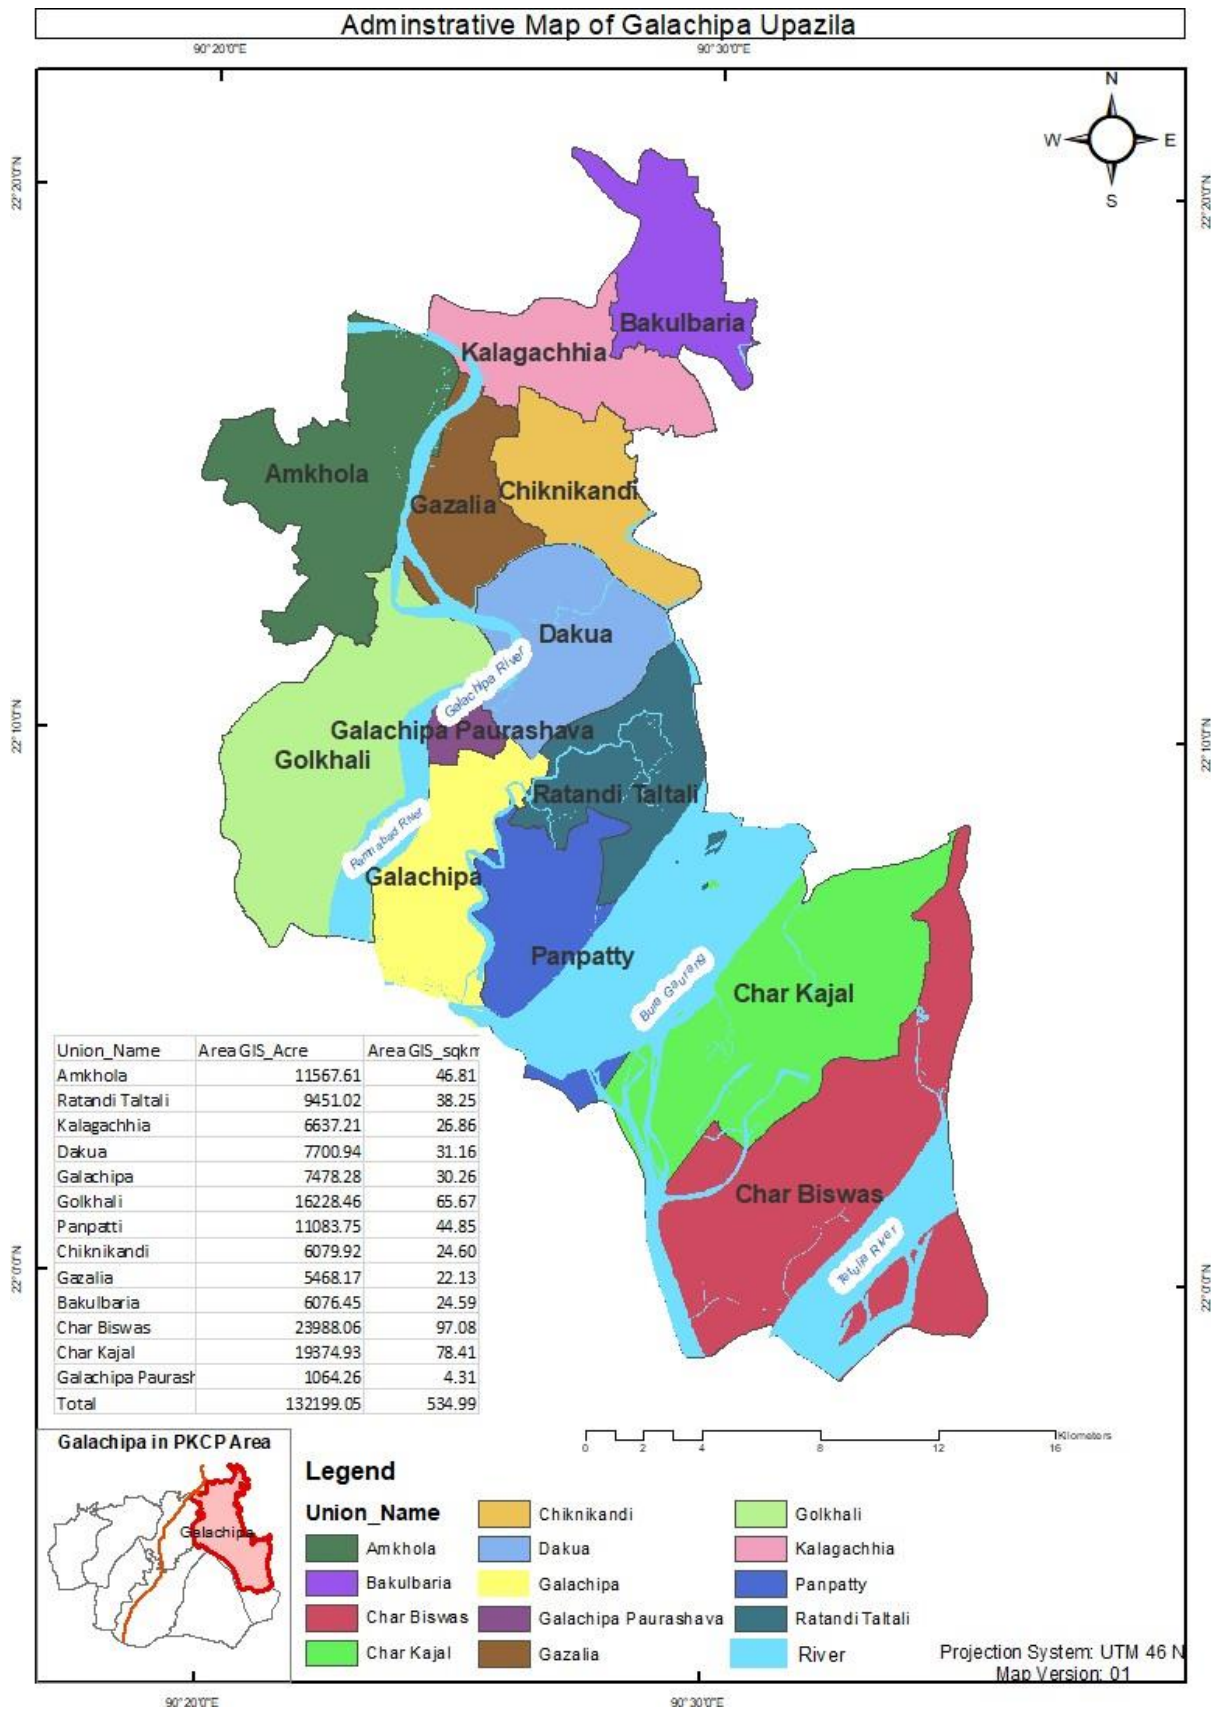 Adminstrative Map of Galachipa Upazila
90°20'0"E 90°30'0"E
N
W E
S
22°20'0"N 22°20'0"N
Bakulbaria
Kalagachhia
Amkhola
Chiknikandi
Gazalia
Dakua
Galachipa River
Galachipa Paurashava
22°10'0"N 22°10'0"N
Golkhali
Ratandi Taltali
River
Galachipa
Panpatty
Bura Gaurang
Char Kajal
Char Biswas
Tetulia River
22°0'0"N 22°0'0"N
Union_Name AreaGIS_Acre AreaGIS_sqkm
Amkhola 11567.61 46.81
Ratandi Taltali 9451.02 38.25
Kalagachhia 6637.21 26.86
Dakua 7700.94 31.16
Galachipa 7478.28 30.26
Golkhali 16228.46 65.67
Panpatti 11083.75 44.85
Chiknikandi 6079.92 24.60
Gazalia 5468.17 22.13
Bakulbaria 6076.45 24.59
Char Biswas 23988.06 97.08
Char Kajal 19374.93 78.41
Galachipa Paurash 1064.26 4.31
Total 132199.05 534.99
0 2 4 8 12 16 Kilometers
Galachipa in PKCP Area
Galachipa
Legend
Union_Name
Amkhola
Bakulbaria
Char Biswas
Char Kajal
Chiknikandi
Dakua
Galachipa
Galachipa Paurashava
Gazalia
Golkhali
Kalagachhia
Panpatty
Ratandi Taltali
River
Projection System: UTM 46 N
Map Version: 01
90°20'0"E 90°30'0"E